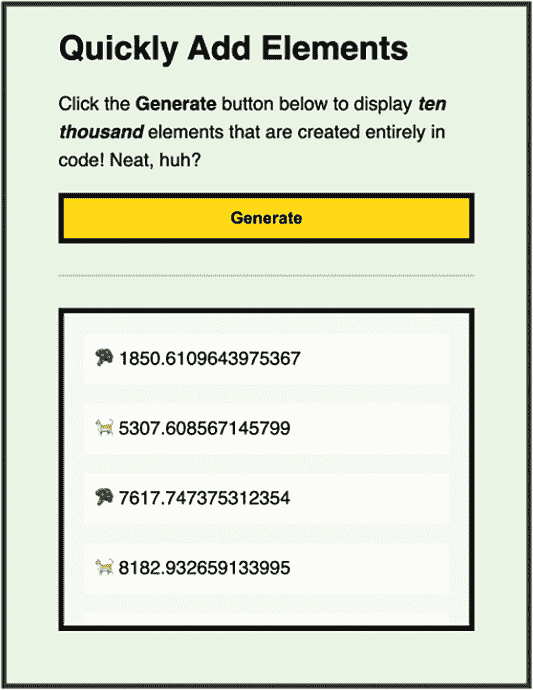 Quickly Add Elements
Click the Generate button below to display ten
thousand elements that are created entirely in
code! Neat, huh?
Generate
1850.6109643975367
5307.608567145799
7617.747375312354
8182.932659133995